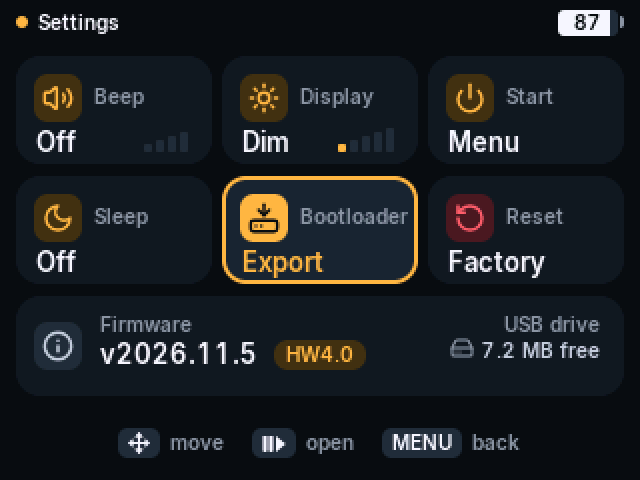 Settings
87
Beep
Off
Display
Dim
Start
Menu
Sleep
Off
Bootloader
Export
Reset
Factory
Firmware
v2026.11.5 HW4.0
USB drive
7.2 MB free
move open MENU back